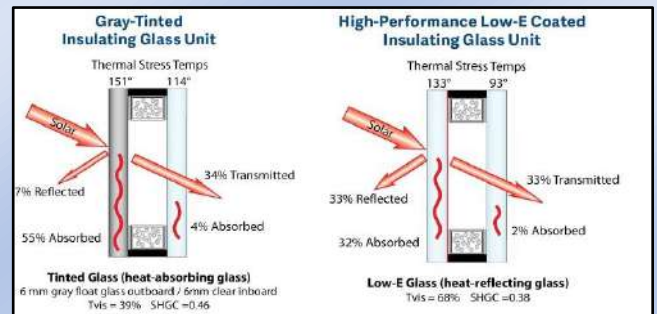 Gray-Tinted
Insulating Glass Unit
Thermal Stress Temps
151° 114°
Solar
7% Reflected
34% Transmitted
55% Absorbed
4% Absorbed
Tinted Glass (heat-absorbing glass)
6 mm gray float glass outboard / 6mm clear inboard
Tvis = 39% SHGC =0.46
High-Performance Low-E Coated
Insulating Glass Unit
Thermal Stress Temps
133° 93°
Solar
33% Reflected
33% Transmitted
32% Absorbed
2% Absorbed
Low-E Glass (heat-reflecting glass)
Tvis = 68% SHGC =0.38